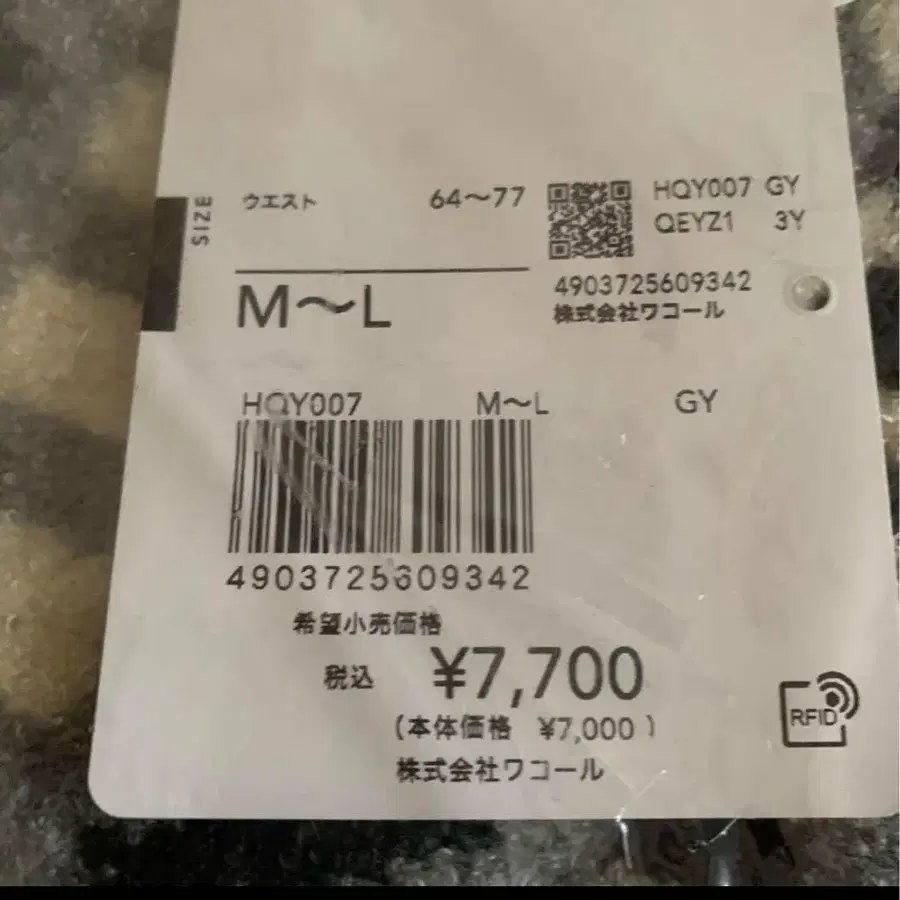 SIZE
ウエスト 64～77
M～L
HQY007 GY
QEYZ1 3Y
4903725609342
株式会社ワコール
HQY007 M～L GY
4903725609342
希望小売価格
税込 ¥7,700
(本体価格 ¥7,000)
株式会社ワコール
RFID